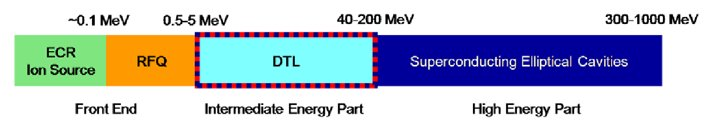 ~0.1 MeV 0.5-5 MeV 40-200 MeV 300-1000 MeV
ECR
Ion Source
RFQ
DTL
Superconducting Elliptical Cavities
Front End Intermediate Energy Part High Energy Part